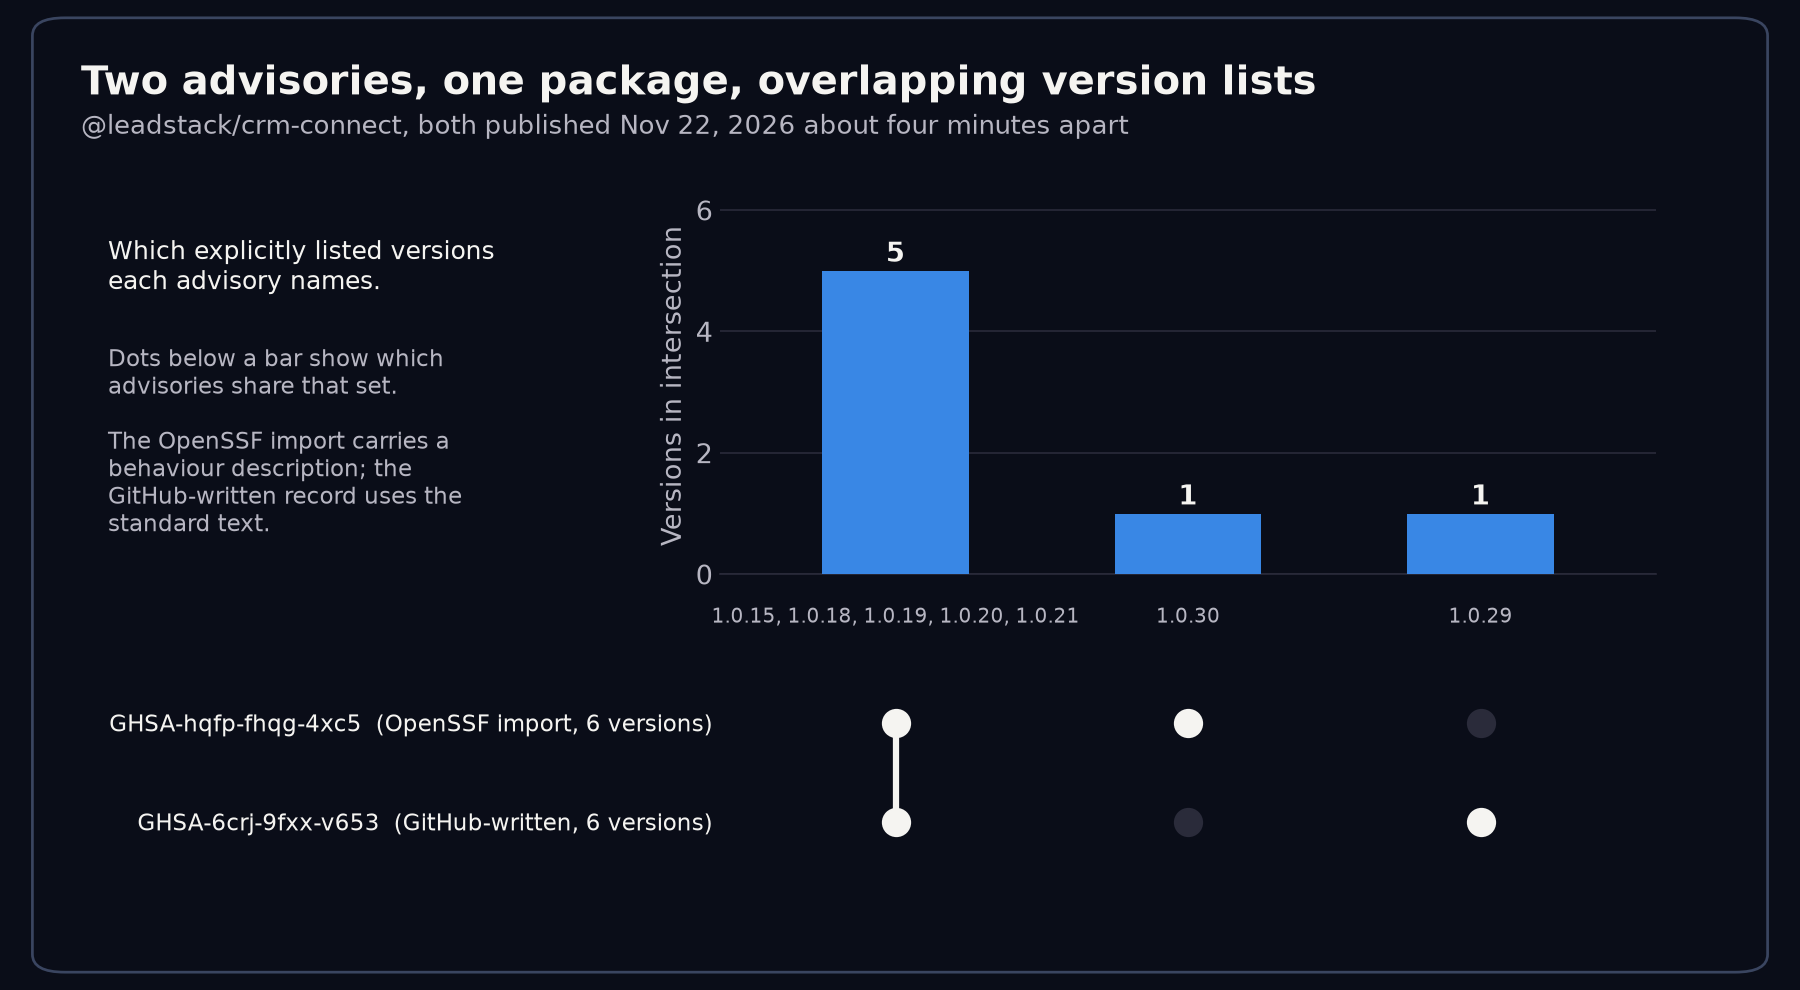 Two advisories, one package, overlapping version lists
@leadstack/crm-connect, both published Nov 22, 2026 about four minutes apart
Which explicitly listed versions
each advisory names.
Dots below a bar show which
advisories share that set.
The OpenSSF import carries a
behaviour description; the
GitHub-written record uses the
standard text.
Versions in intersection
6
4
2
0
5
1
1
1.0.15, 1.0.18, 1.0.19, 1.0.20, 1.0.21
1.0.30
1.0.29
GHSA-hqfp-fhqg-4xc5 (OpenSSF import, 6 versions)
GHSA-6crj-9fxx-v653 (GitHub-written, 6 versions)